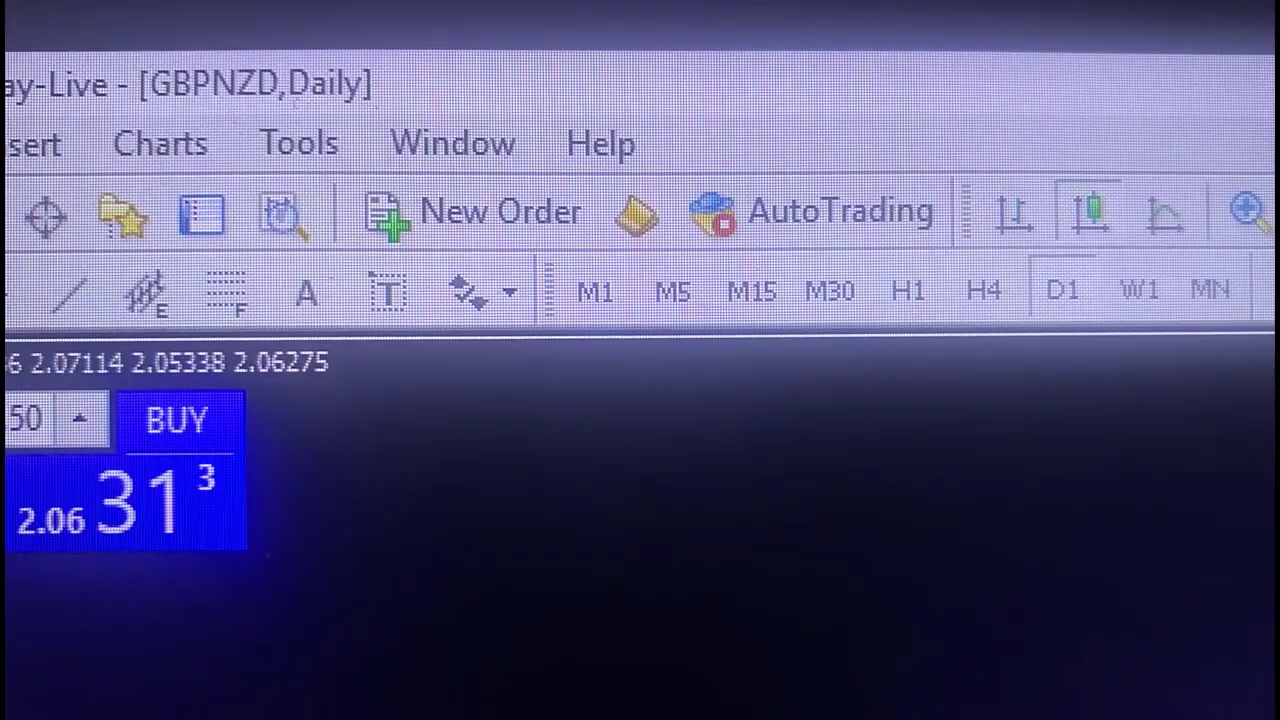 ay-Live - [GBPNZD,Daily]
sert Charts Tools Window Help
New Order AutoTrading
E F A T M1 M5 M15 M30 H1 H4 D1 W1 MN
6 2.07114 2.05338 2.06275
50 BUY
2.06 31 3